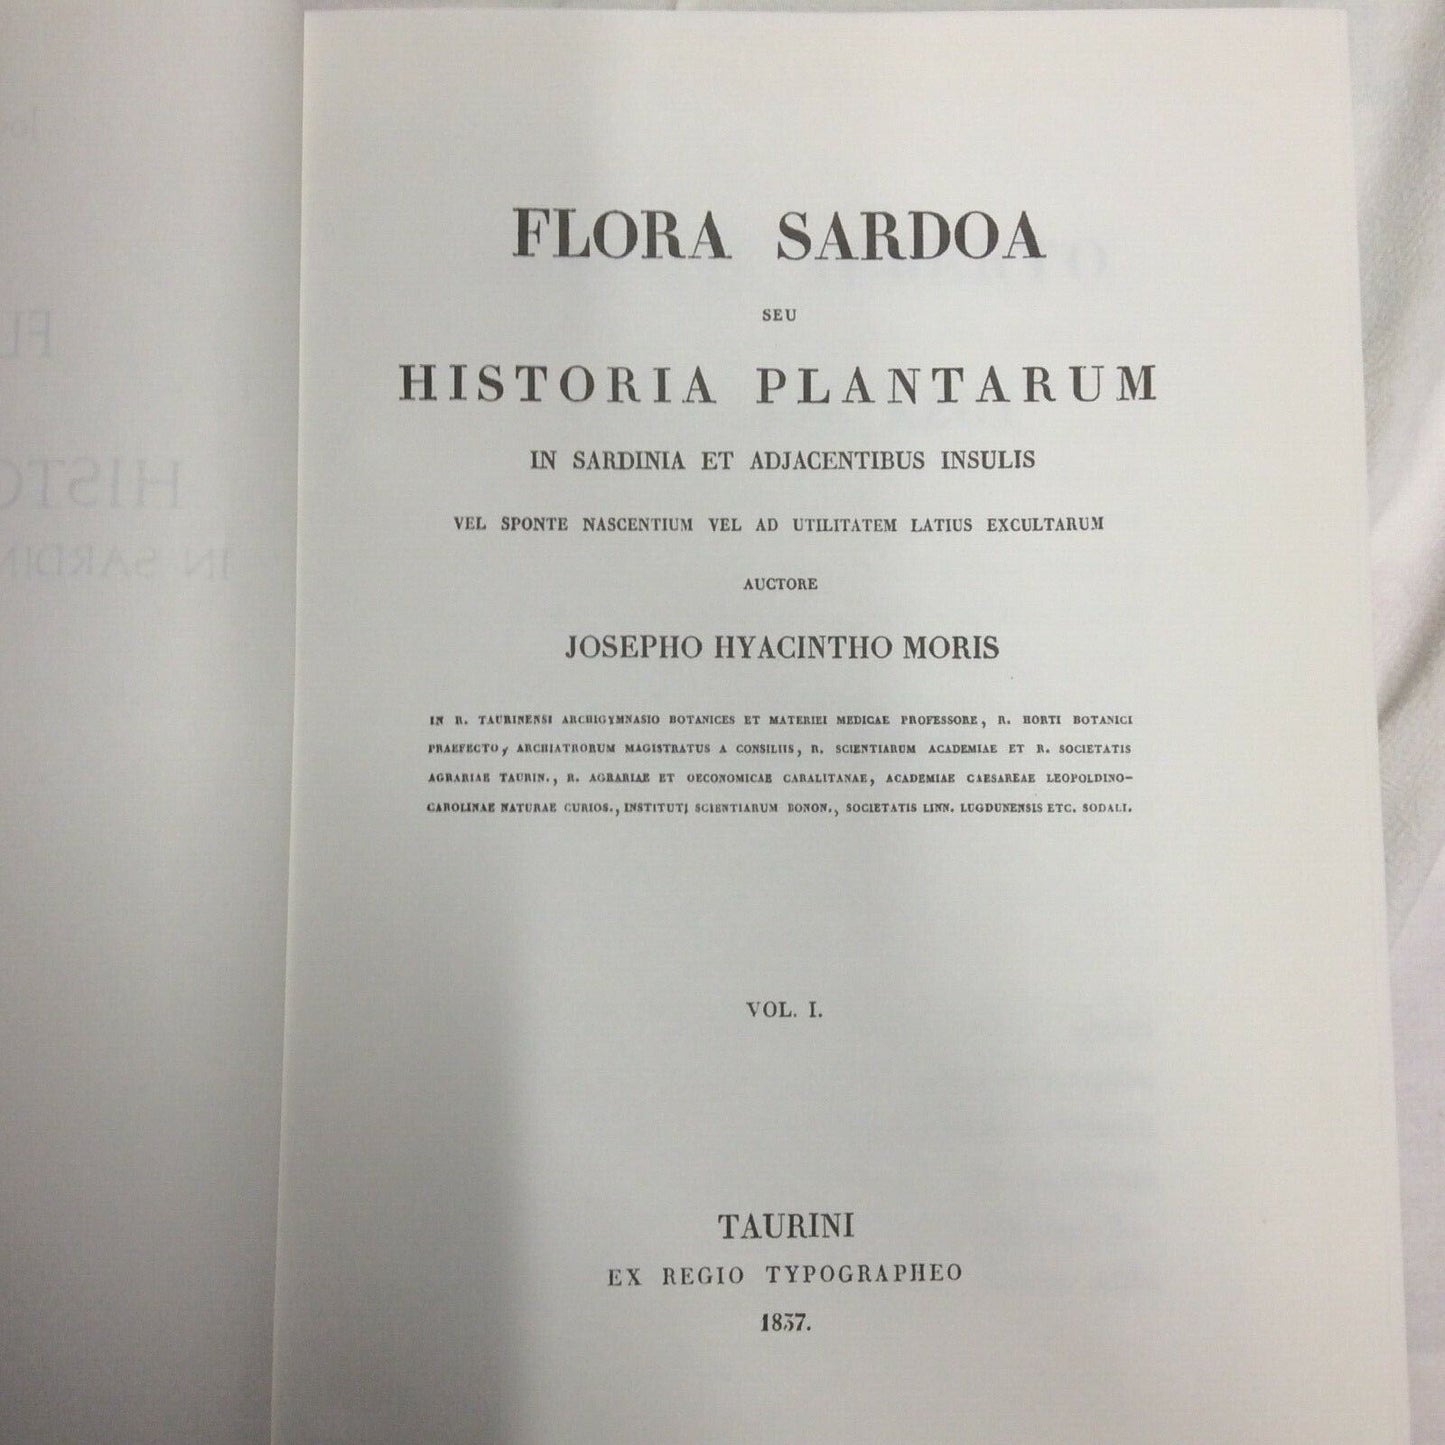 FLORA SARDOA
SEU
HISTORIA PLANTARUM
IN SARDINIA ET ADJACENTIBUS INSULIS
VEL SPONTE NASCENTIUM VEL AD UTILITATEM LATIUS EXCULTARUM
AUCTORE
JOSEPHO HYACINTHO MORIS
IN R. TAURINENSI ARCHIGYMNASIO BOTANICES ET MATERIEI MEDICAE PROFESSORE, R. HORTI BOTANICI
PRAEFECTO, ARCHIATRORUM MAGISTRATUS A CONSILIIS, R. SCIENTIARUM ACADEMIAE ET R. SOCIETATIS
AGRARIAE TAURIN., R. AGRARIAE ET OECONOMICAE CARALITANAE, ACADEMIAE CAESAREAE LEOPOLDINO-
CAROLINAE NATURAE CURIOS., INSTITUTI SCIENTIARUM BONON., SOCIETATIS LINN. LUGDUNENSIS ETC. SODALI.
VOL. I.
TAURINI
EX REGIO TYPOGRAPHEO
1837.